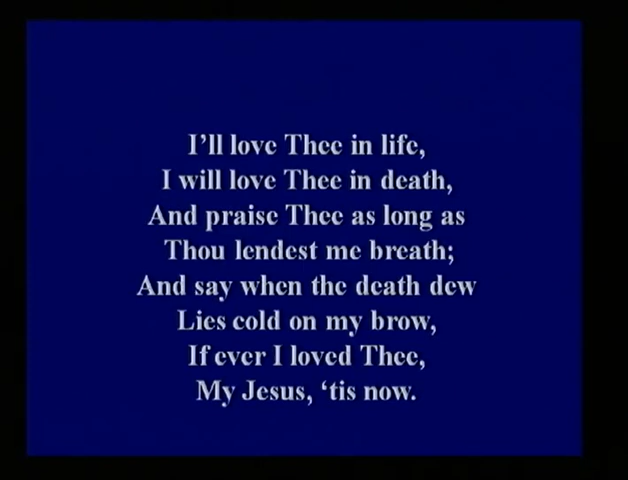 I’ll love Thee in life,
I will love Thee in death,
And praise Thee as long as
Thou lendest me breath;
And say when the death dew
Lies cold on my brow,
If ever I loved Thee,
My Jesus, ‘tis now.